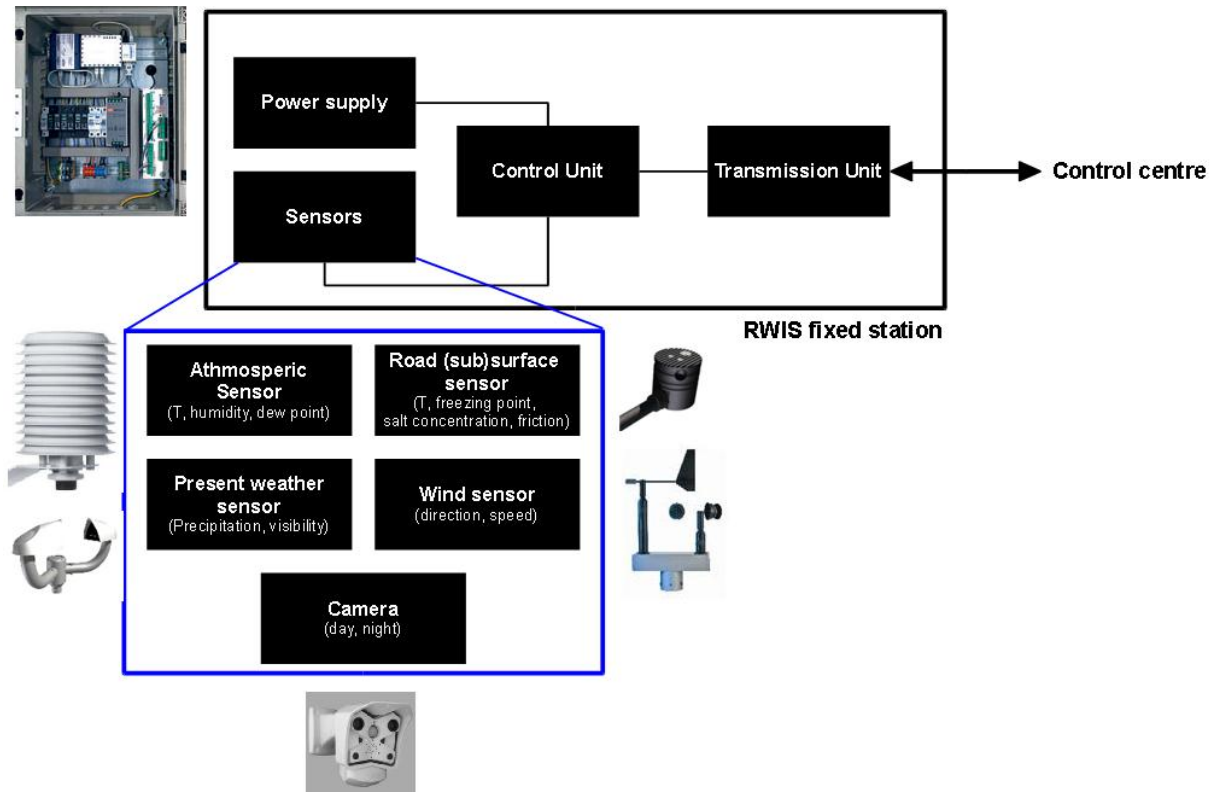 Power supply
Control Unit
Transmission Unit
Control centre
Sensors
RWIS fixed station
Athmosperic
Sensor
(T, humidity, dew point)
Road (sub)surface
sensor
(T, freezing point,
salt concentration, friction)
Present weather
sensor
(Precipitation, visibility)
Wind sensor
(direction, speed)
Camera
(day, night)